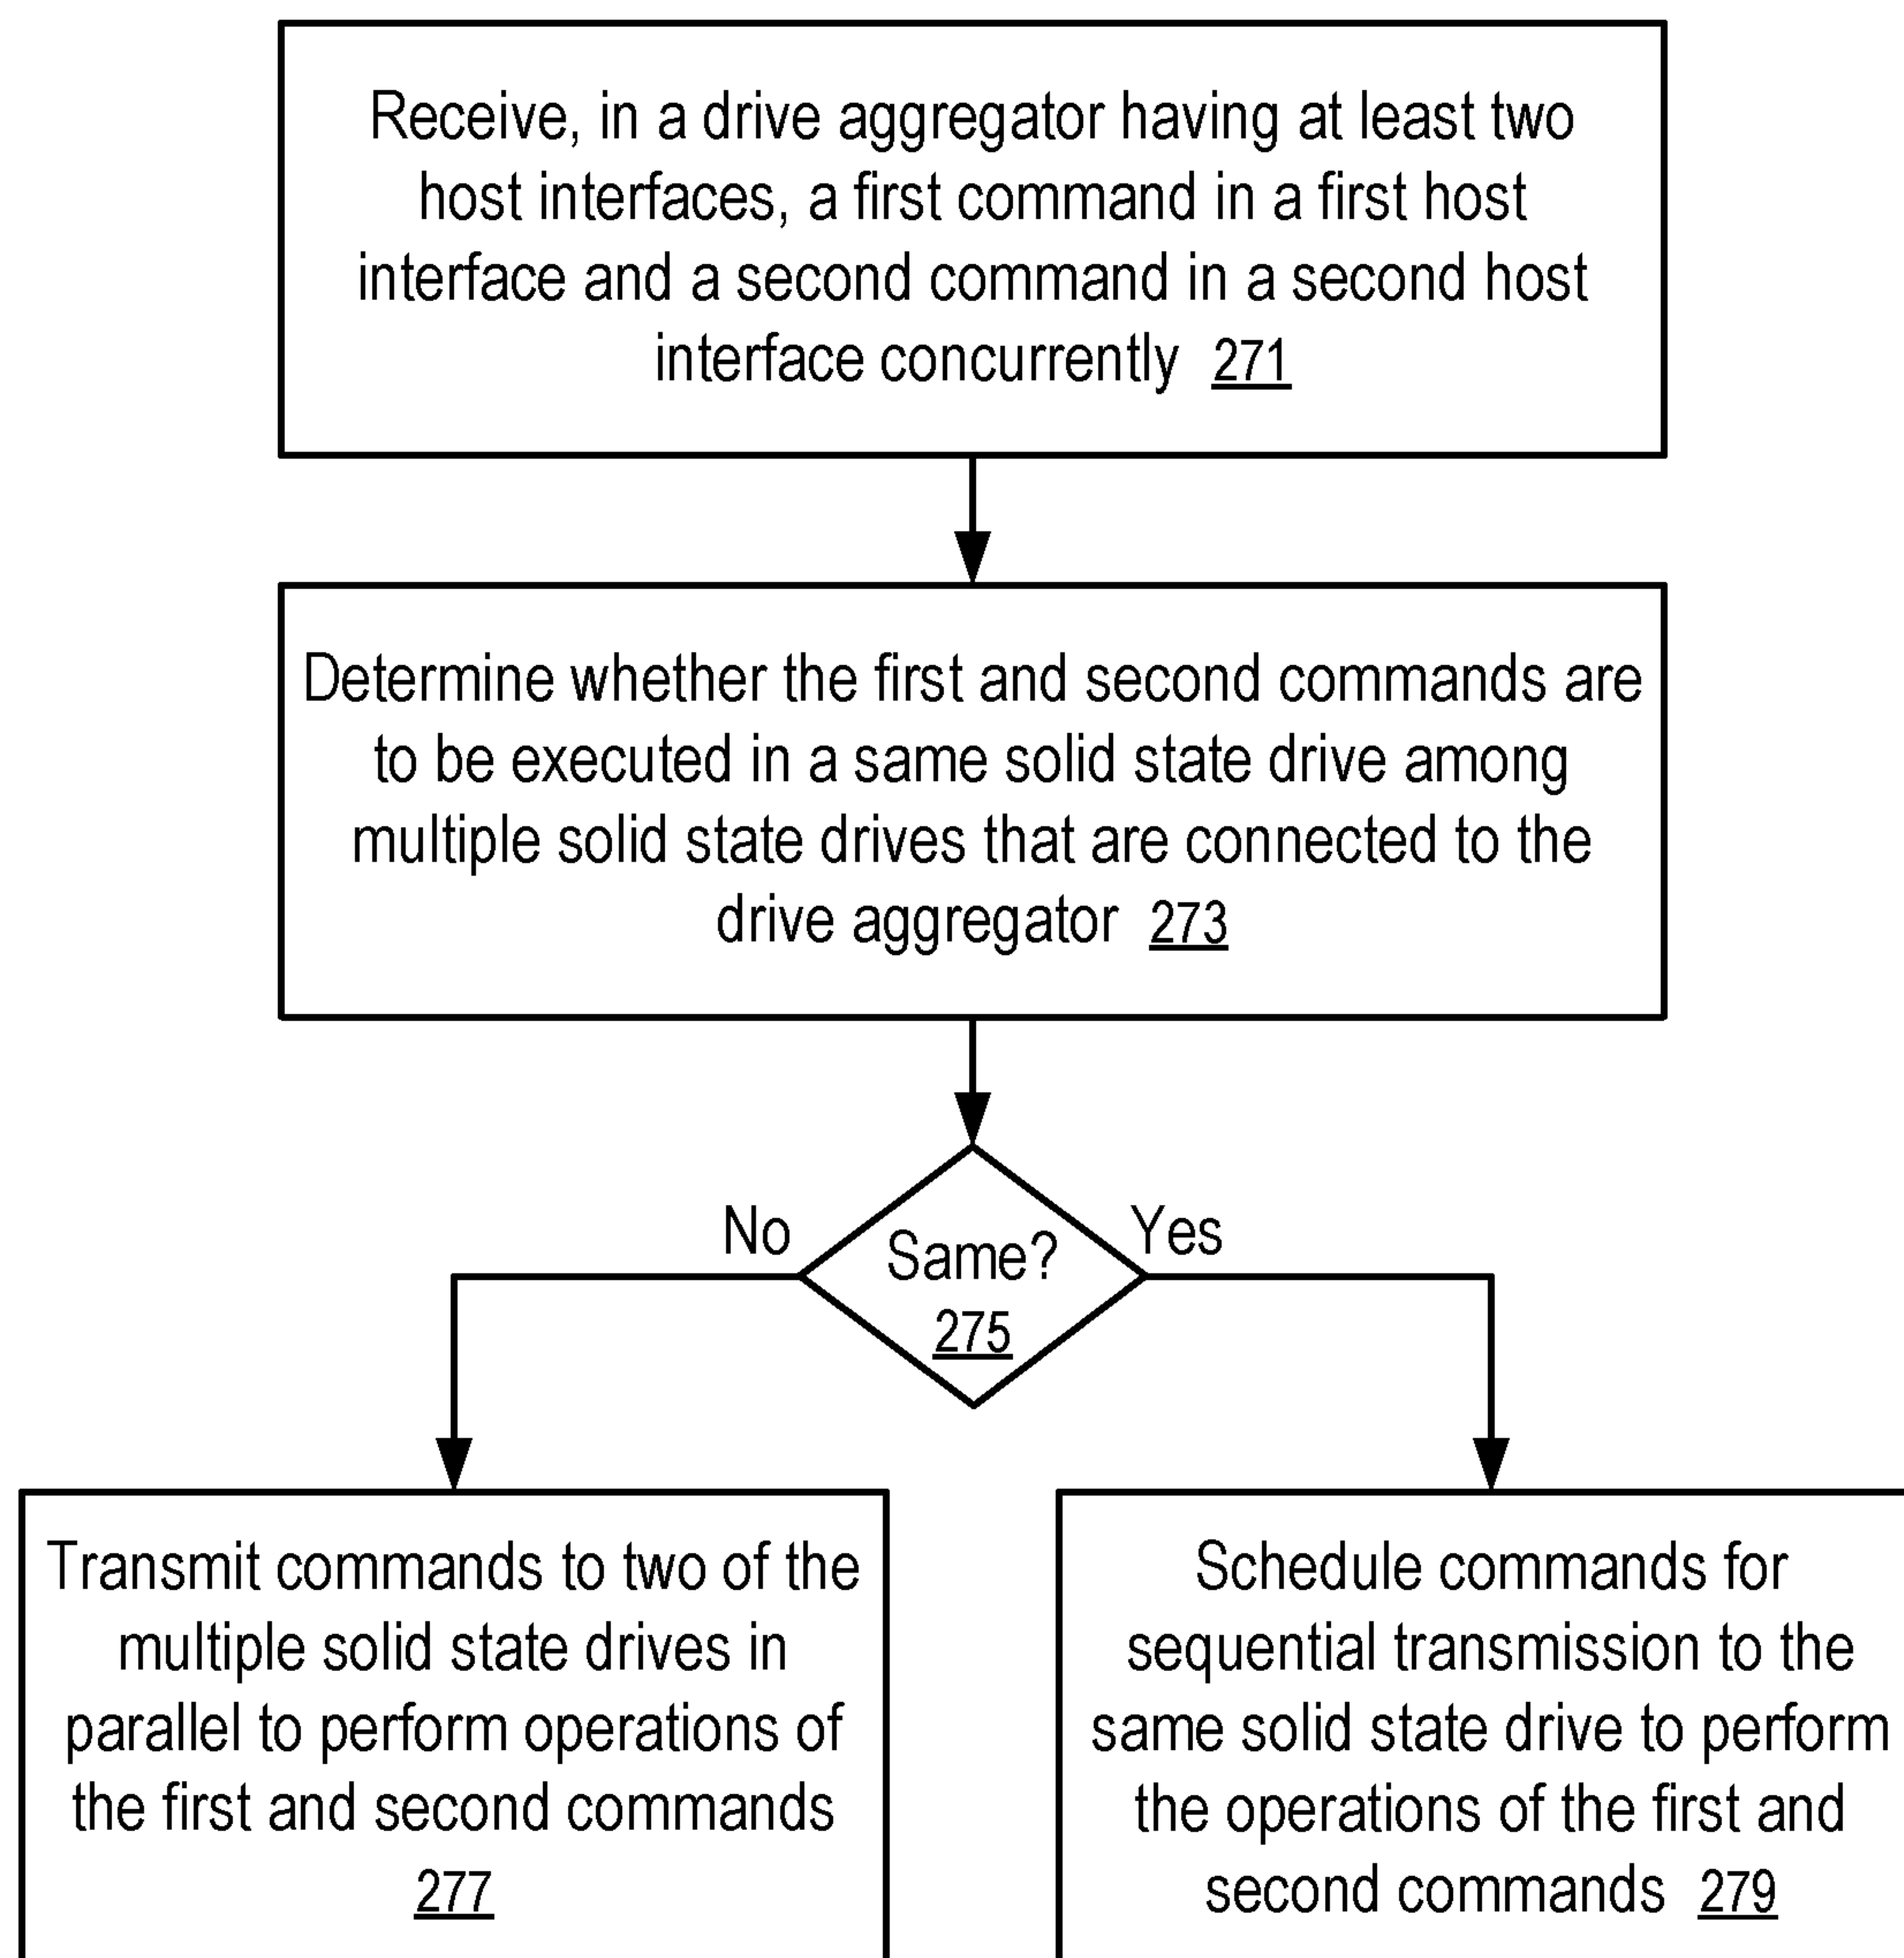 Receive, in a drive aggregator having at least two
host interfaces, a first command in a first host
interface and a second command in a second host
interface concurrently 271
Determine whether the first and second commands are
to be executed in a same solid state drive among
multiple solid state drives that are connected to the
drive aggregator 273
No
Same?
Yes
275
Transmit commands to two of the
multiple solid state drives in
parallel to perform operations of
the first and second commands
277
Schedule commands for
sequential transmission to the
same solid state drive to perform
the operations of the first and
second commands 279